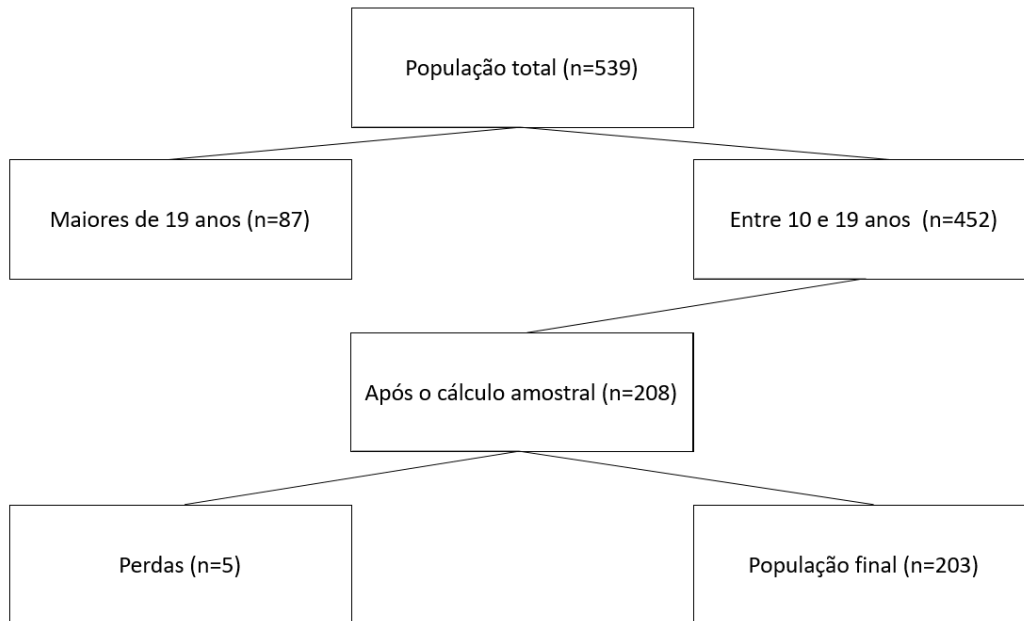 População total (n=539)
Maiores de 19 anos (n=87)
Entre 10 e 19 anos (n=452)
Após o cálculo amostral (n=208)
Perdas (n=5)
População final (n=203)